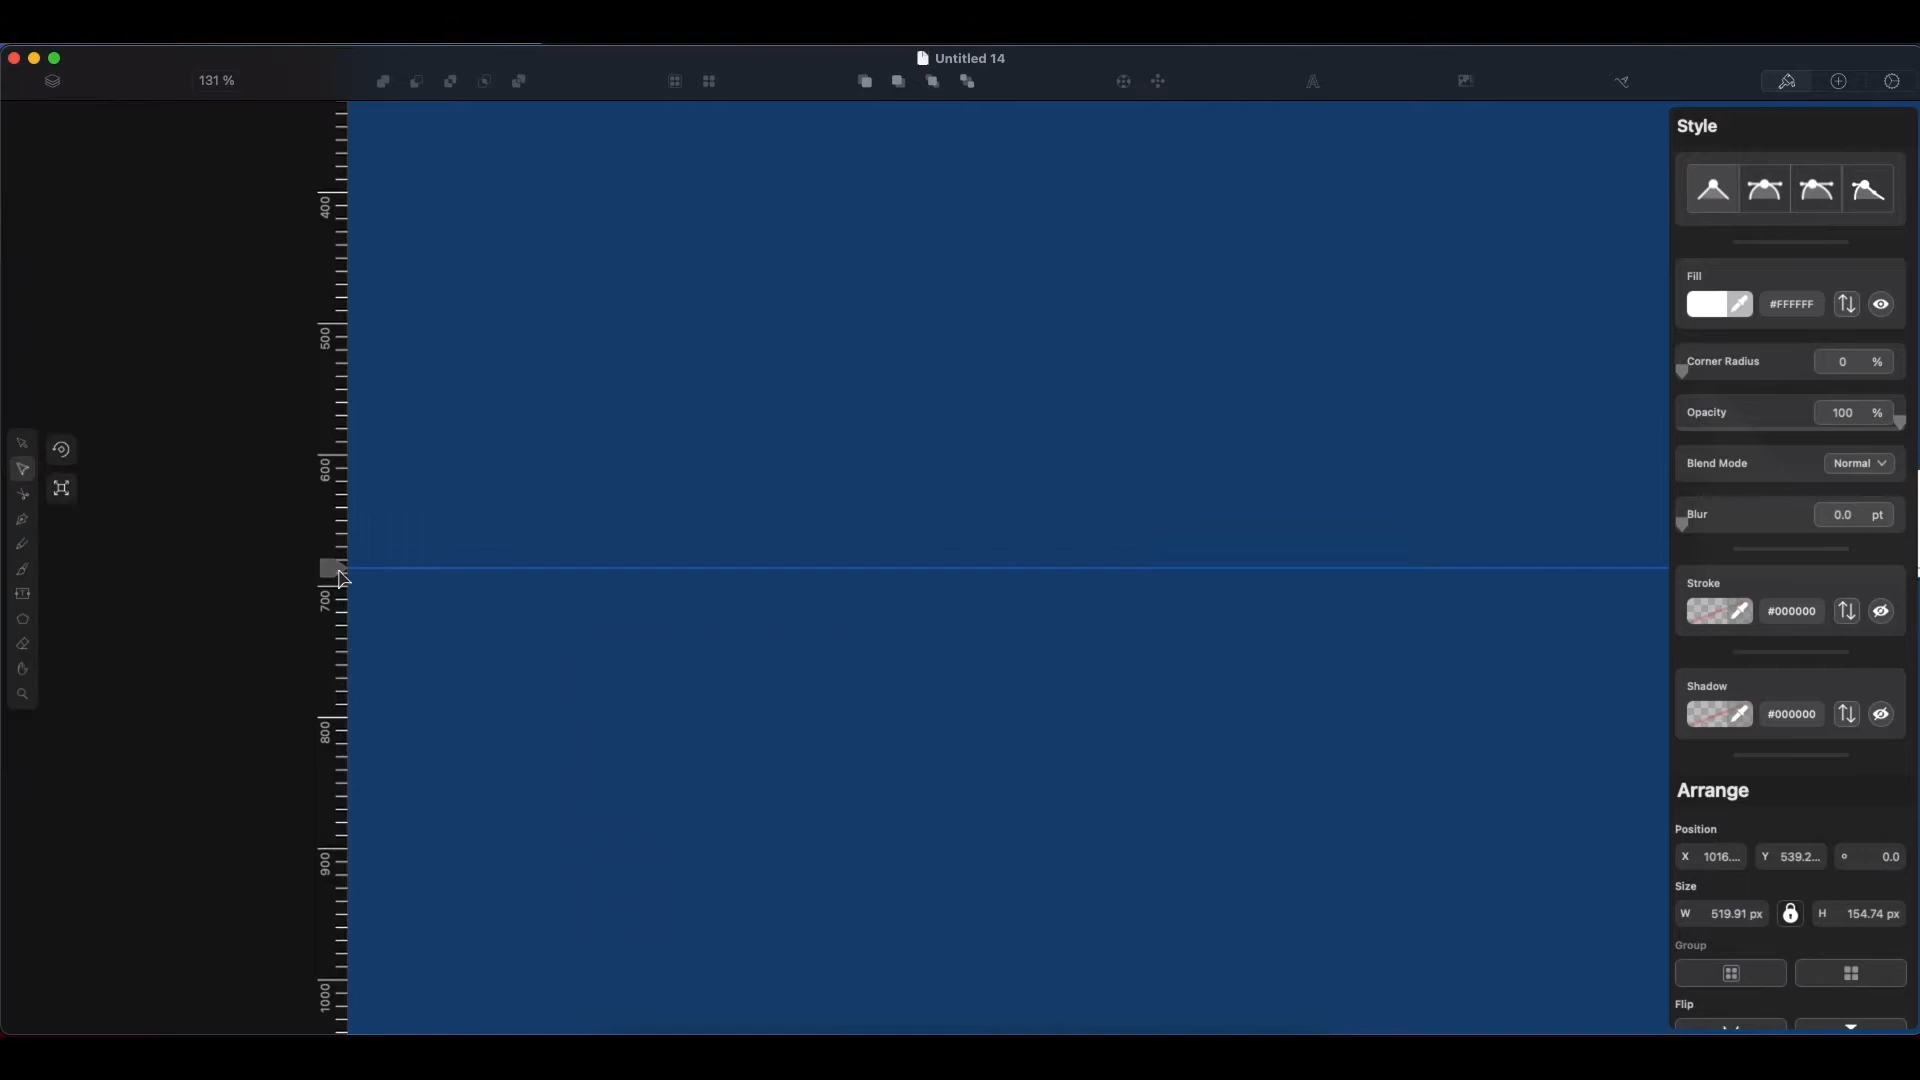 Untitled 14
131 %
Style
400
500
600
700
800
900
1000
Fill
#FFFFFF
Corner Radius 0 %
Opacity 100 %
Blend Mode Normal
Blur 0.0 pt
Stroke
#000000
Shadow
#000000
Arrange
Position
X 1016.... Y 539.2... ° 0.0
Size
W 519.91 px H 154.74 px
Group
Flip